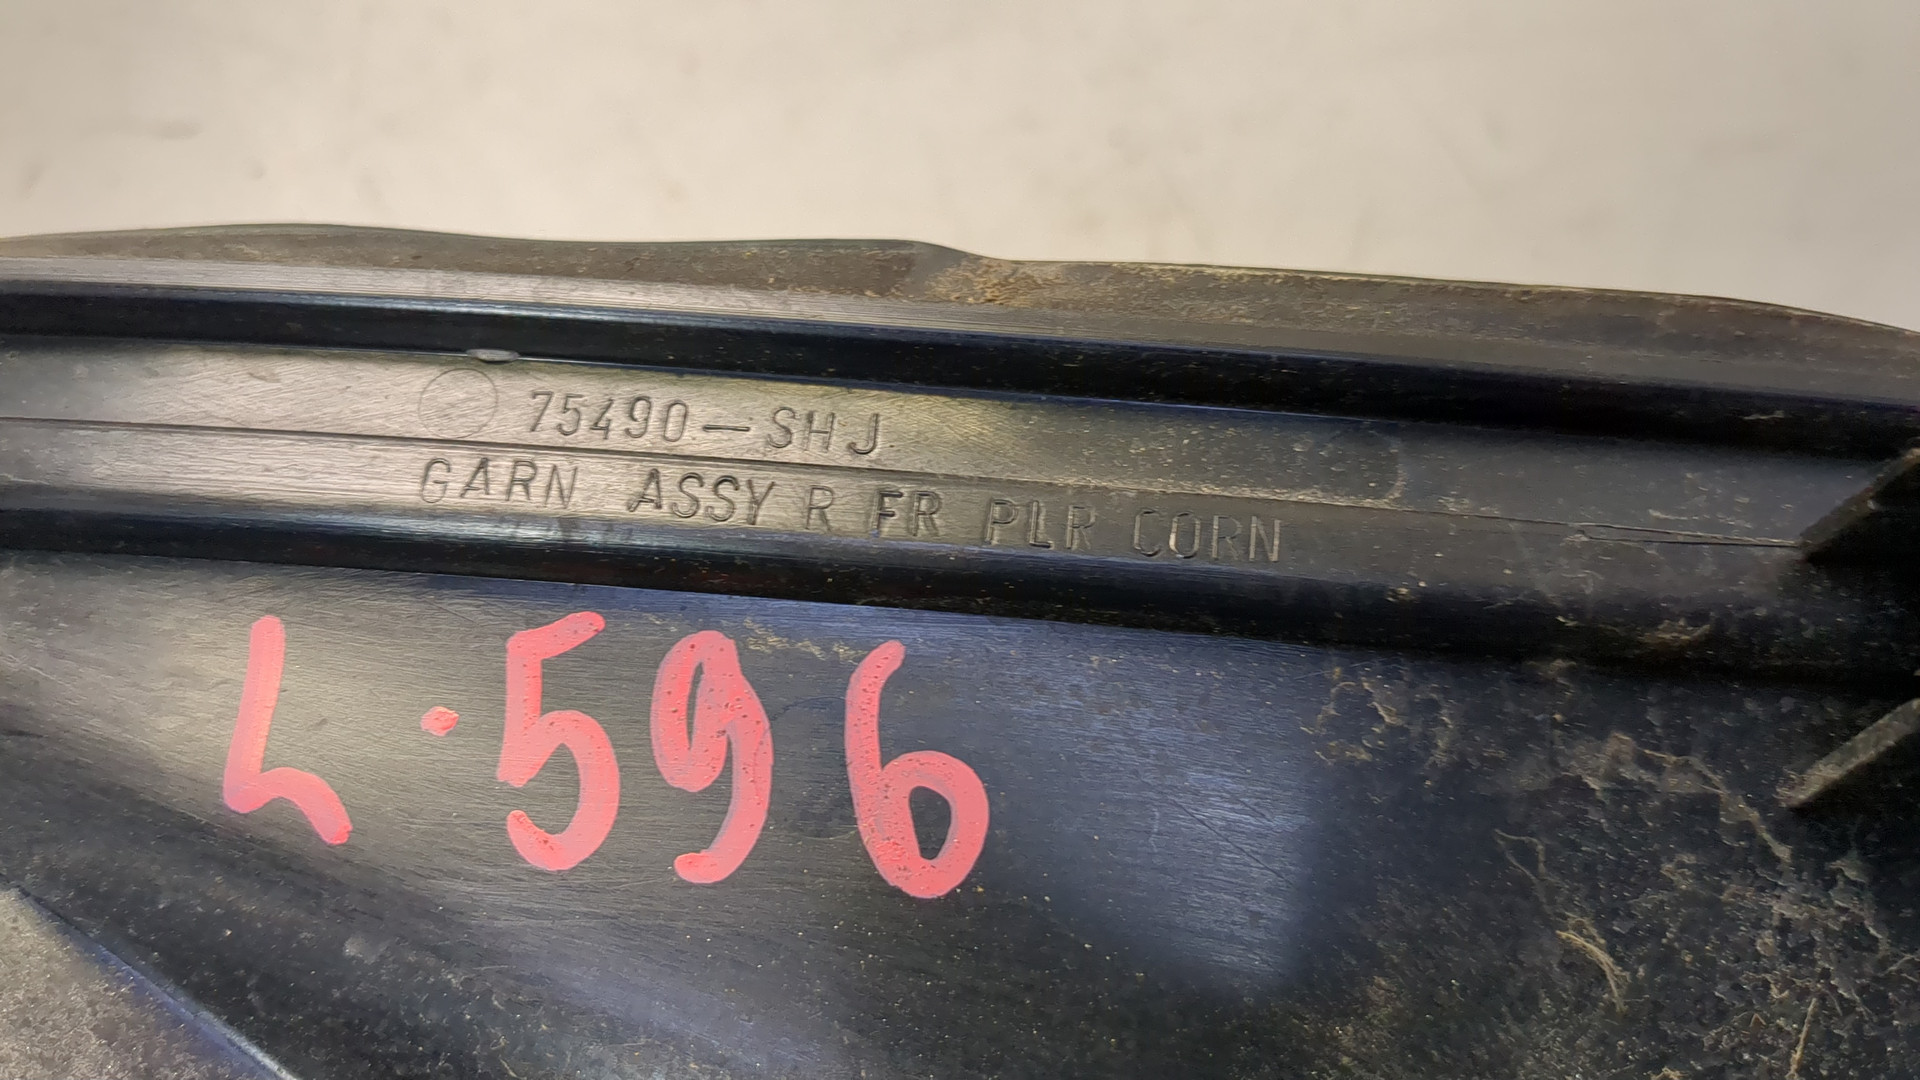 75490-SHJ
GARN ASSY R FR PLR CORN
L·596